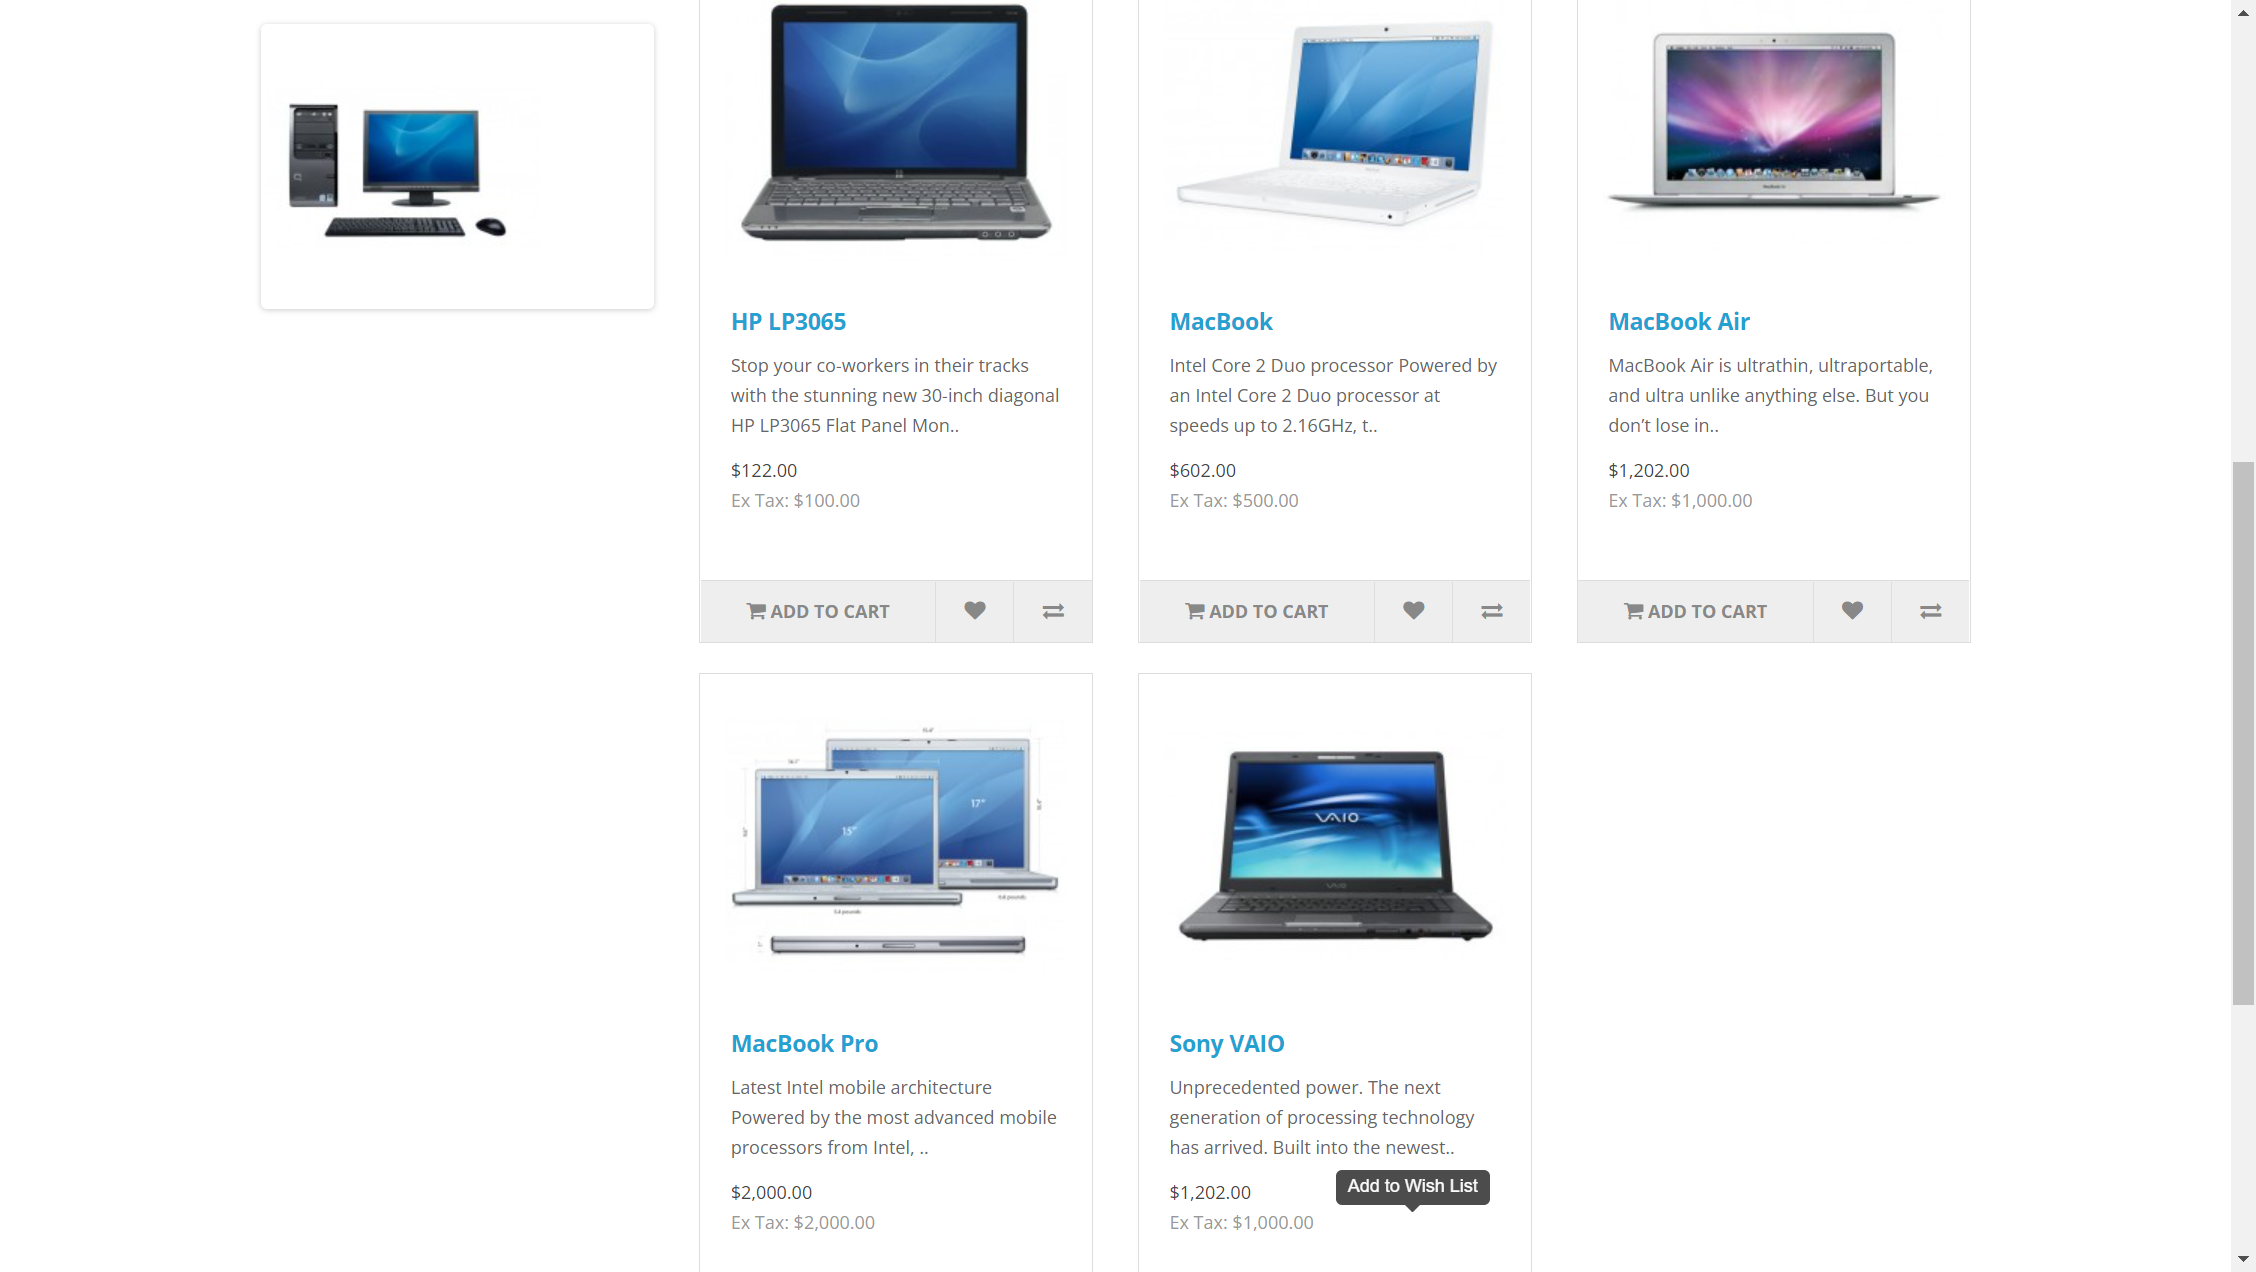 HP LP3065
Stop your co-workers in their tracks
with the stunning new 30-inch diagonal
HP LP3065 Flat Panel Mon..
$122.00
Ex Tax: $100.00
ADD TO CART
MacBook
Intel Core 2 Duo processor Powered by
an Intel Core 2 Duo processor at
speeds up to 2.16GHz, t..
$602.00
Ex Tax: $500.00
ADD TO CART
MacBook Air
MacBook Air is ultrathin, ultraportable,
and ultra unlike anything else. But you
don’t lose in..
$1,202.00
Ex Tax: $1,000.00
ADD TO CART
17"
15"
MacBook Pro
Latest Intel mobile architecture
Powered by the most advanced mobile
processors from Intel, ..
$2,000.00
Ex Tax: $2,000.00
VAIO
VAIO
Sony VAIO
Unprecedented power. The next
generation of processing technology
has arrived. Built into the newest..
Add to Wish List
$1,202.00
Ex Tax: $1,000.00